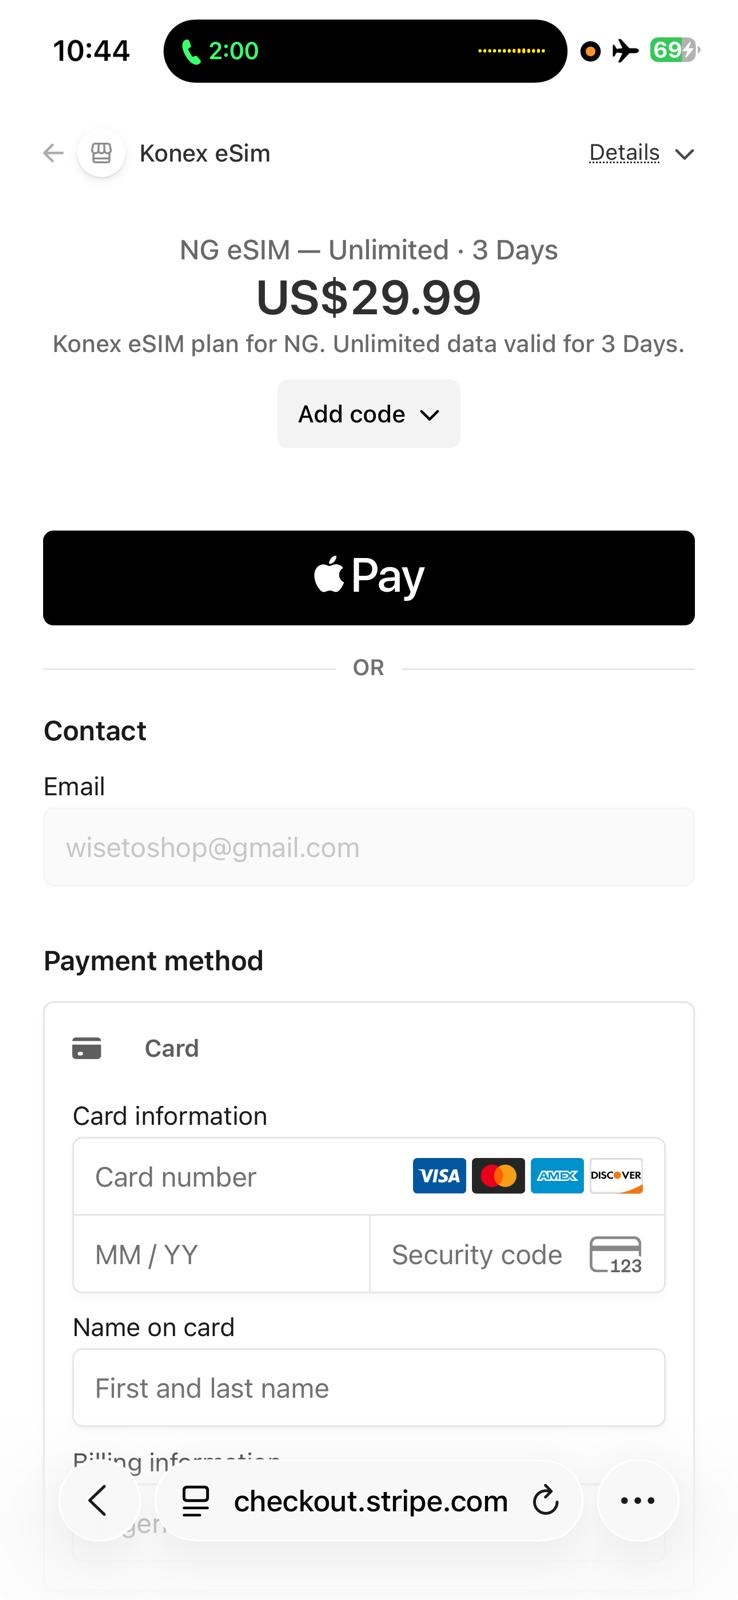 10:44
2:00
69
Konex eSim
Details
NG eSIM — Unlimited · 3 Days
US$29.99
Konex eSIM plan for NG. Unlimited data valid for 3 Days.
Add code
Pay
OR
Contact
Email
wisetoshop@gmail.com
Payment method
Card
Card information
Card number
VISA
AMEX
DISCOVER
MM / YY
Security code
123
Name on card
First and last name
Billing information
checkout.stripe.com